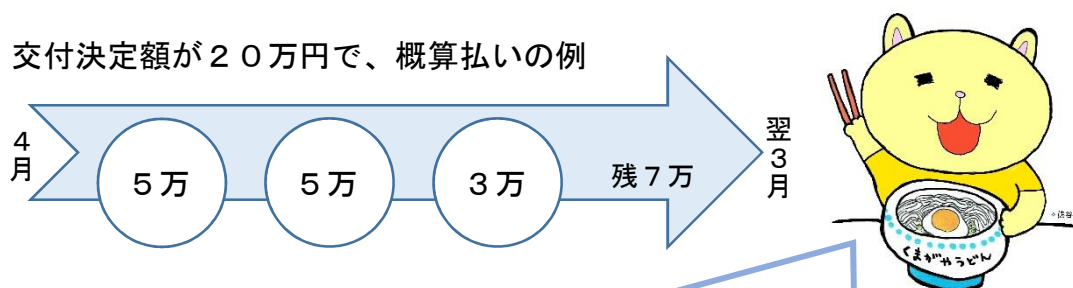 交付決定額が２０万円で、概算払いの例
４月
５万
５万
３万
残７万
翌３月
くまがやうどん